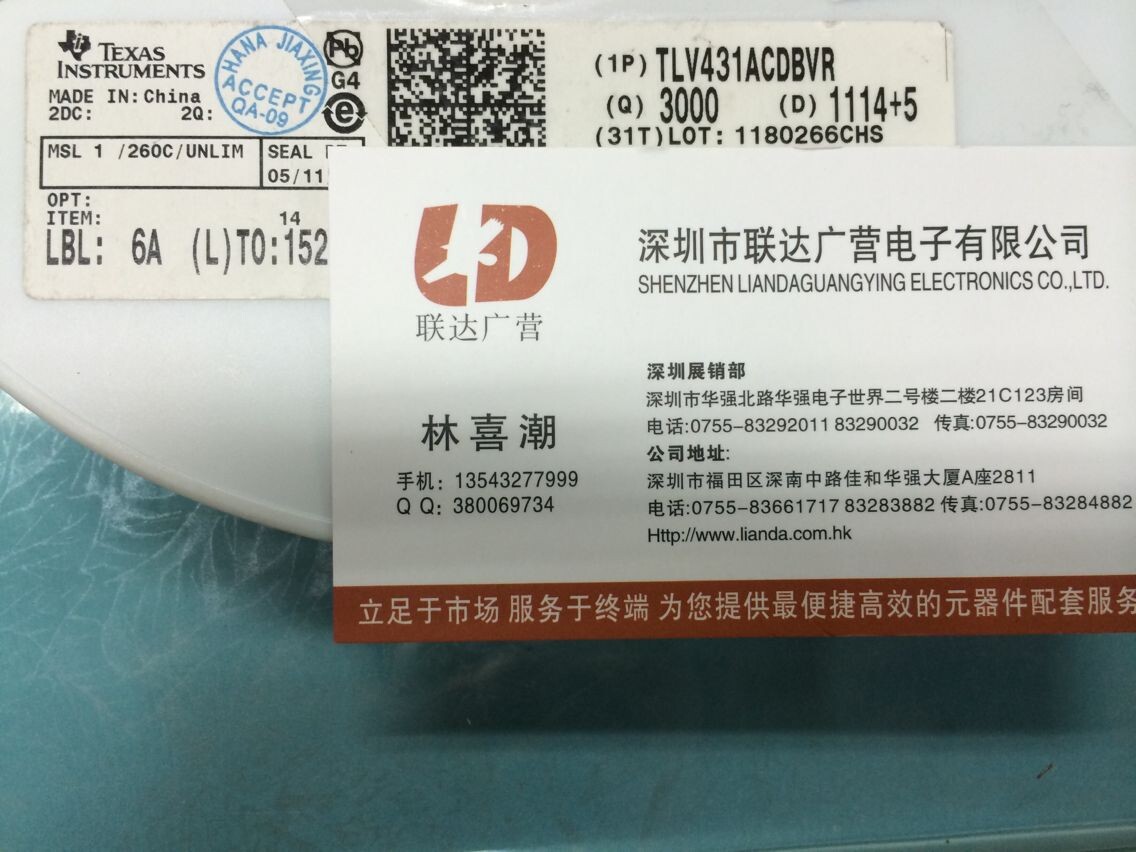 TEXAS
INSTRUMENTS
MADE IN:China
2DC: 2Q:
HANA JIAXING
ACCEPT
QA-09
Pb
G4
e
(1P) TLV431ACDBVR
(Q) 3000 (D) 1114+5
(31T)LOT: 1180266CHS
MSL 1 /260C/UNLIM
SEAL
05/11
OPT:
ITEM: 14
LBL: 6A (L)TO:152
LD
联达广营
深圳市联达广营电子有限公司
SHENZHEN LIANDAGUANGYING ELECTRONICS CO.,LTD.
林喜潮
手机: 13543277999
Q Q: 380069734
深圳展销部
深圳市华强北路华强电子世界二号楼二楼21C123房间
电话:0755-83292011 83290032 传真:0755-83290032
公司地址:
深圳市福田区深南中路佳和华强大厦A座2811
电话:0755-83661717 83283882 传真:0755-83284882
Http://www.lianda.com.hk
立足于市场 服务于终端 为您提供最便捷高效的元器件配套服务